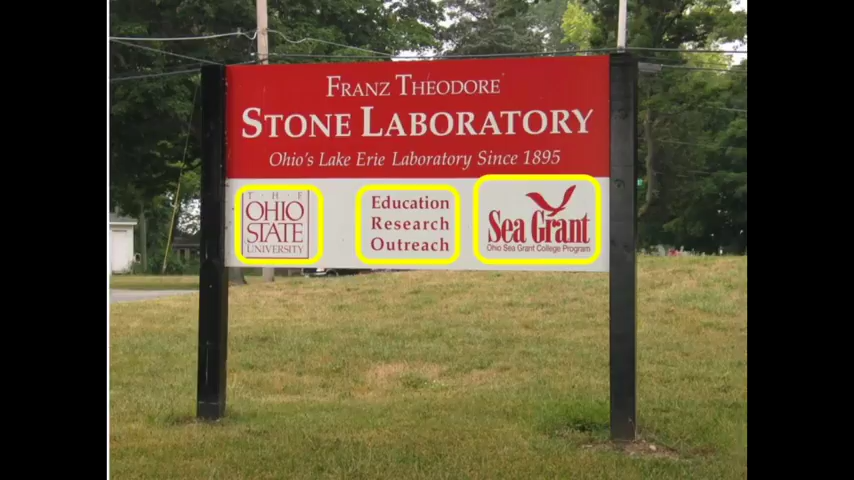 FRANZ THEODORE
STONE LABORATORY
Ohio's Lake Erie Laboratory Since 1895
T · H · E
OHIO
STATE
UNIVERSITY
Education
Research
Outreach
Sea Grant
Ohio Sea Grant College Program